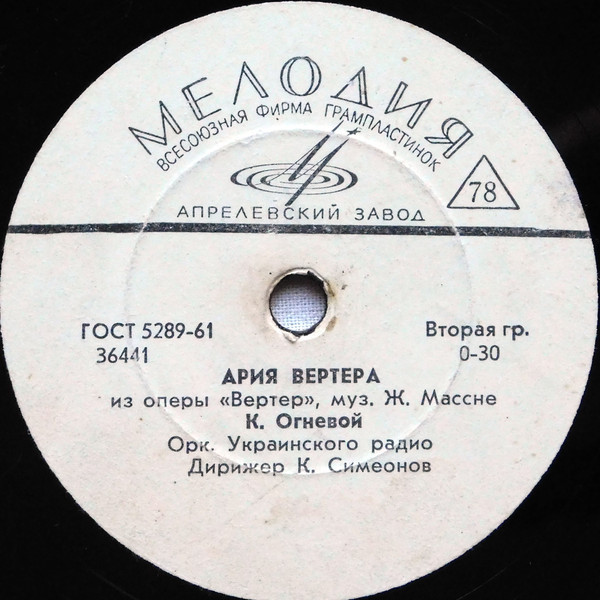 МЕЛОДИЯ
ВСЕСОЮЗНАЯ ФИРМА ГРАМПЛАСТИНОК
78
АПРЕЛЕВСКИЙ ЗАВОД
ГОСТ 5289-61 Вторая гр.
36441 0-30
АРИЯ ВЕРТЕРА
из оперы «Вертер», муз. Ж. Массне
К. Огневой
Орк. Украинского радио
Дирижер К. Симеонов